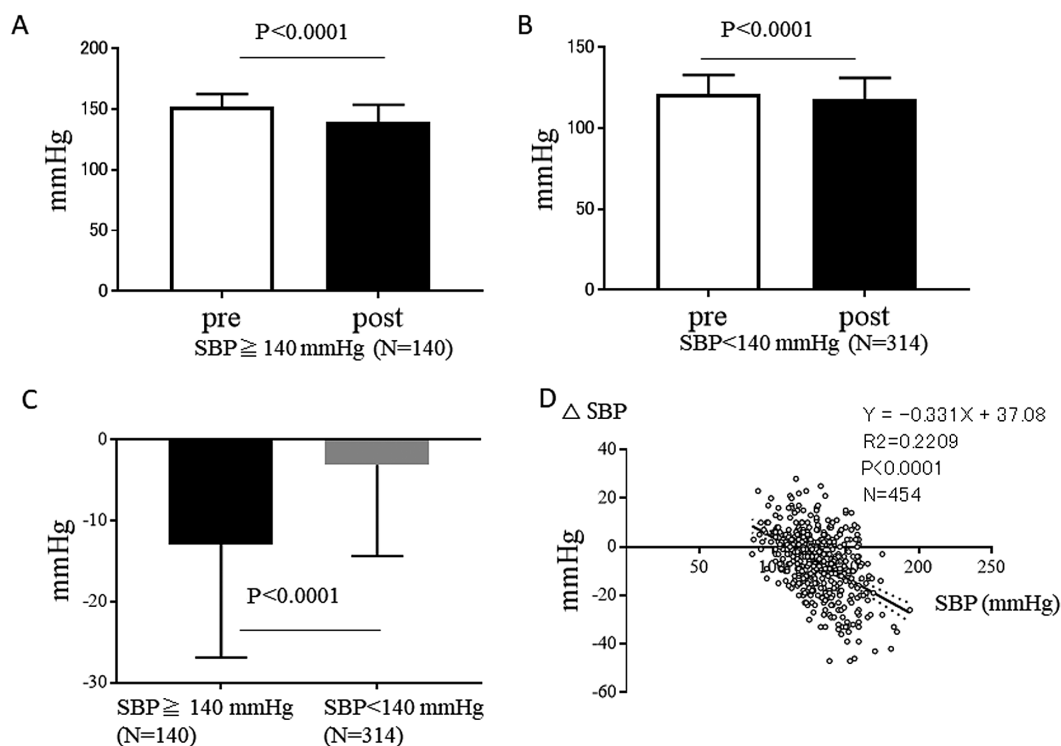 A
P<0.0001
200
150
100
50
0
mmHg
pre
post
SBP≧ 140 mmHg (N=140)
B
P<0.0001
150
100
50
0
mmHg
pre
post
SBP<140 mmHg (N=314)
C
0
-10
-20
-30
mmHg
P<0.0001
SBP≧ 140 mmHg
(N=140)
SBP<140 mmHg
(N=314)
D
△ SBP
Y = -0.331X + 37.08
R2=0.2209
P<0.0001
N=454
40
20
0
-20
-40
-60
mmHg
50
100
200
250
SBP (mmHg)